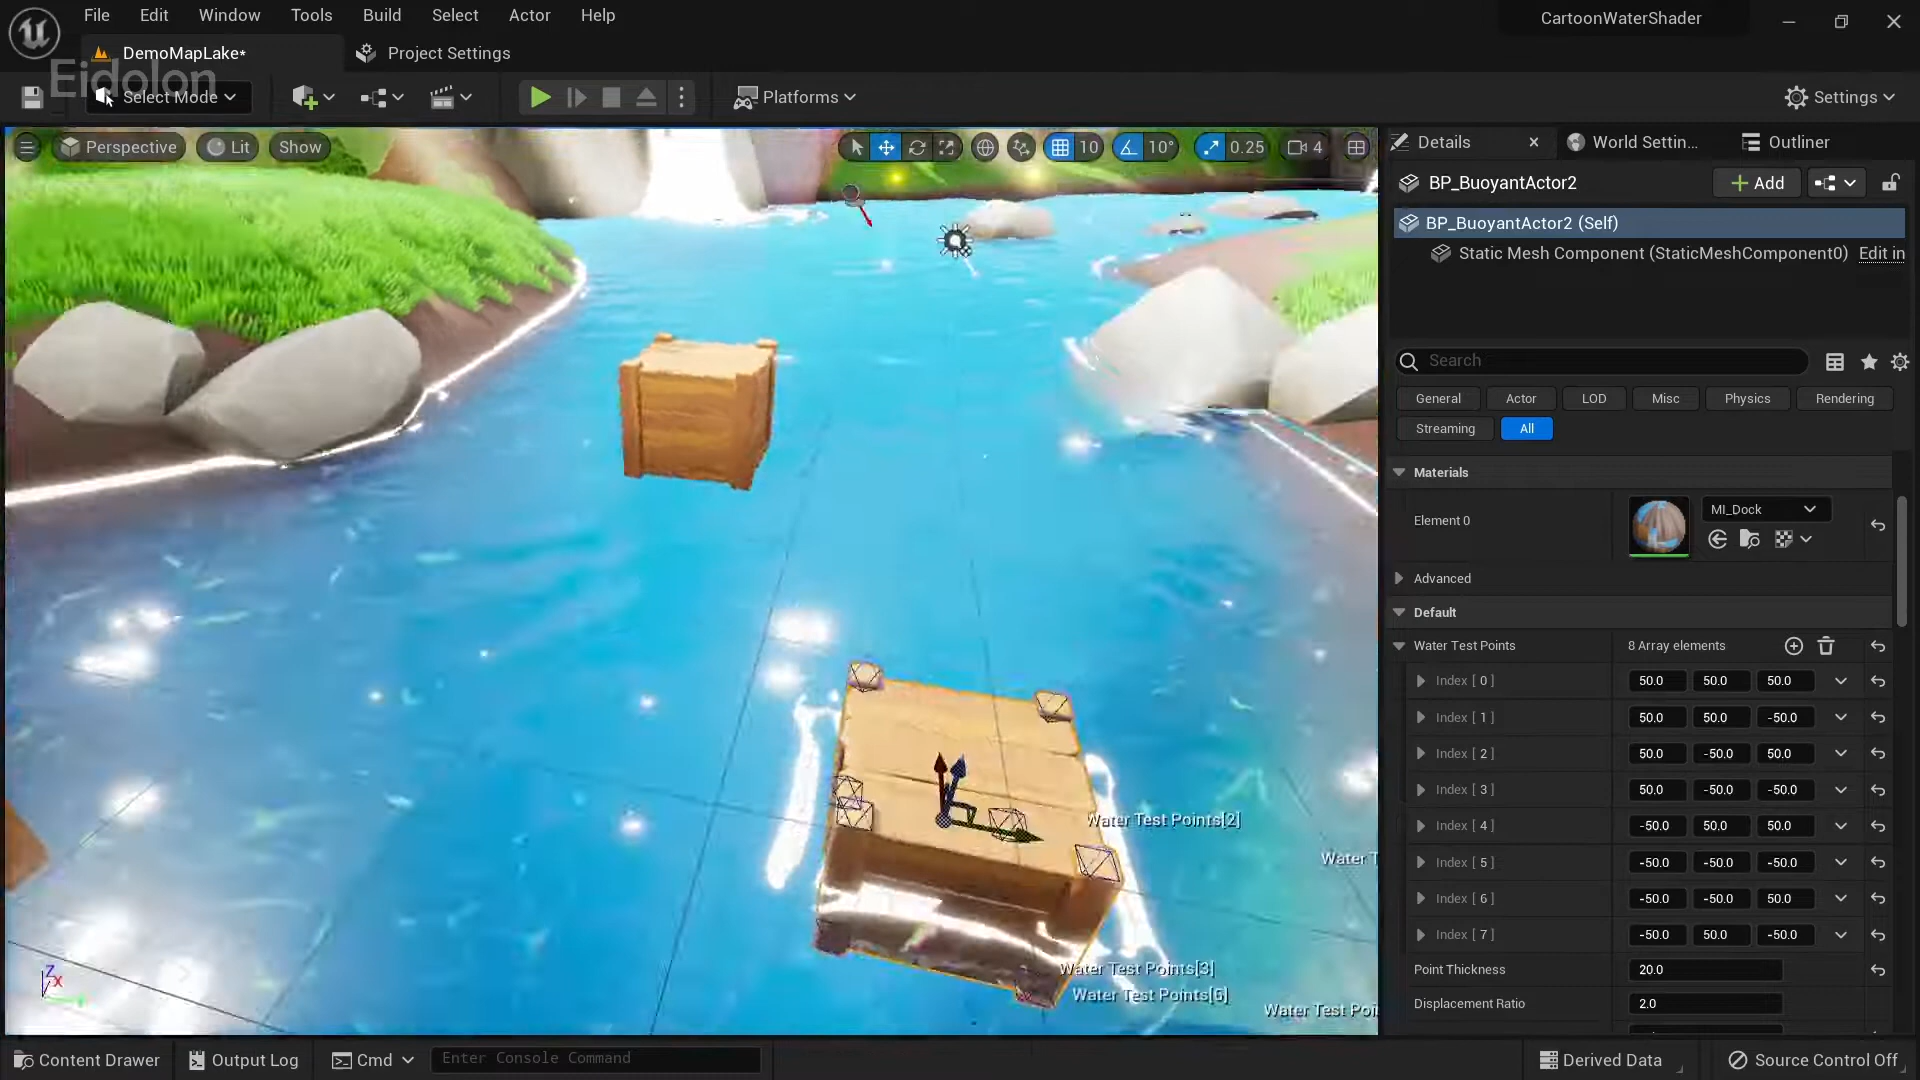 File Edit Window Tools Build Select Actor Help
CartoonWaterShader
DemoMapLake*
Project Settings
Eidolon
Select Mode
Platforms
Settings
Perspective
Lit
Show
10
10°
0.25
4
Details
World Settin...
Outliner
BP_BuoyantActor2
Add
BP_BuoyantActor2 (Self)
Static Mesh Component (StaticMeshComponent0) Edit in
Search
General Actor LOD Misc Physics Rendering
Streaming All
Materials
Element 0
MI_Dock
Advanced
Default
Water Test Points 8 Array elements
Index [ 0 ] 50.0 50.0 50.0
Index [ 1 ] 50.0 50.0 -50.0
Index [ 2 ] 50.0 -50.0 50.0
Index [ 3 ] 50.0 -50.0 -50.0
Index [ 4 ] -50.0 50.0 50.0
Index [ 5 ] -50.0 -50.0 -50.0
Index [ 6 ] -50.0 -50.0 50.0
Index [ 7 ] -50.0 50.0 -50.0
Point Thickness 20.0
Displacement Ratio 2.0
Water Test Points[2]
Water T
Water Test Points[3]
Water Test Points[6]
Water Test Poi
Z
X
Content Drawer
Output Log
Cmd
Enter Console Command
Derived Data
Source Control Off